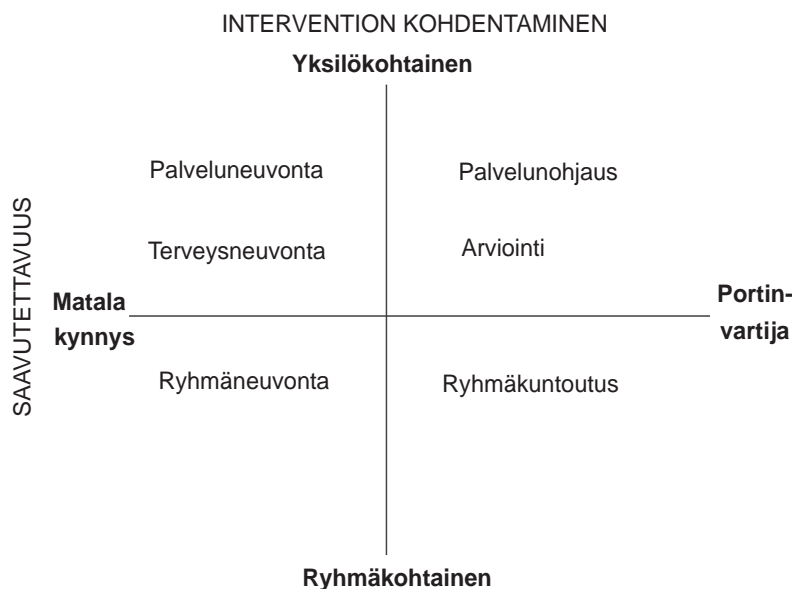 INTERVENTION KOHDENTAMINEN
Yksilökohtainen
Palveluneuvonta
Palvelunohjaus
Terveysneuvonta
Arviointi
SAAVUTETTAVUUS
Matala
kynnys
Portin-
vartija
Ryhmäneuvonta
Ryhmäkuntoutus
Ryhmäkohtainen